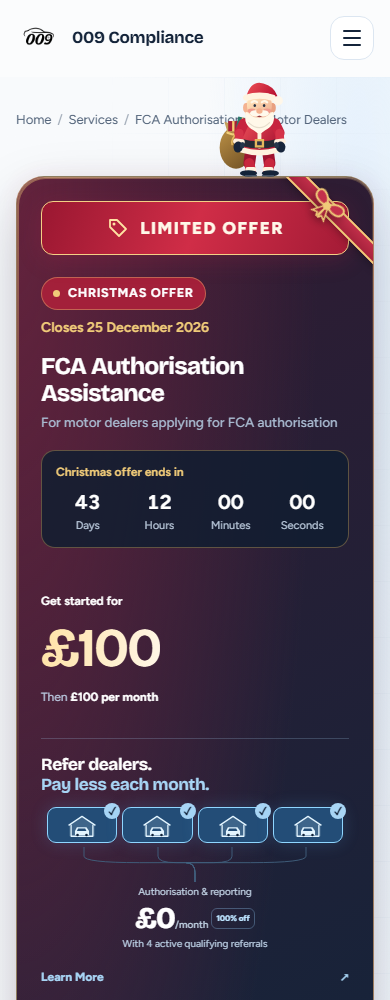 009 009 Compliance
Home / Services / FCA Authorisation Motor Dealers
LIMITED OFFER
CHRISTMAS OFFER
Closes 25 December 2026
FCA Authorisation
Assistance
For motor dealers applying for FCA authorisation
Christmas offer ends in
43 12 00 00
Days Hours Minutes Seconds
Get started for
£100
Then £100 per month
Refer dealers.
Pay less each month.
Authorisation & reporting
£0/month 100% off
With 4 active qualifying referrals
Learn More ↗